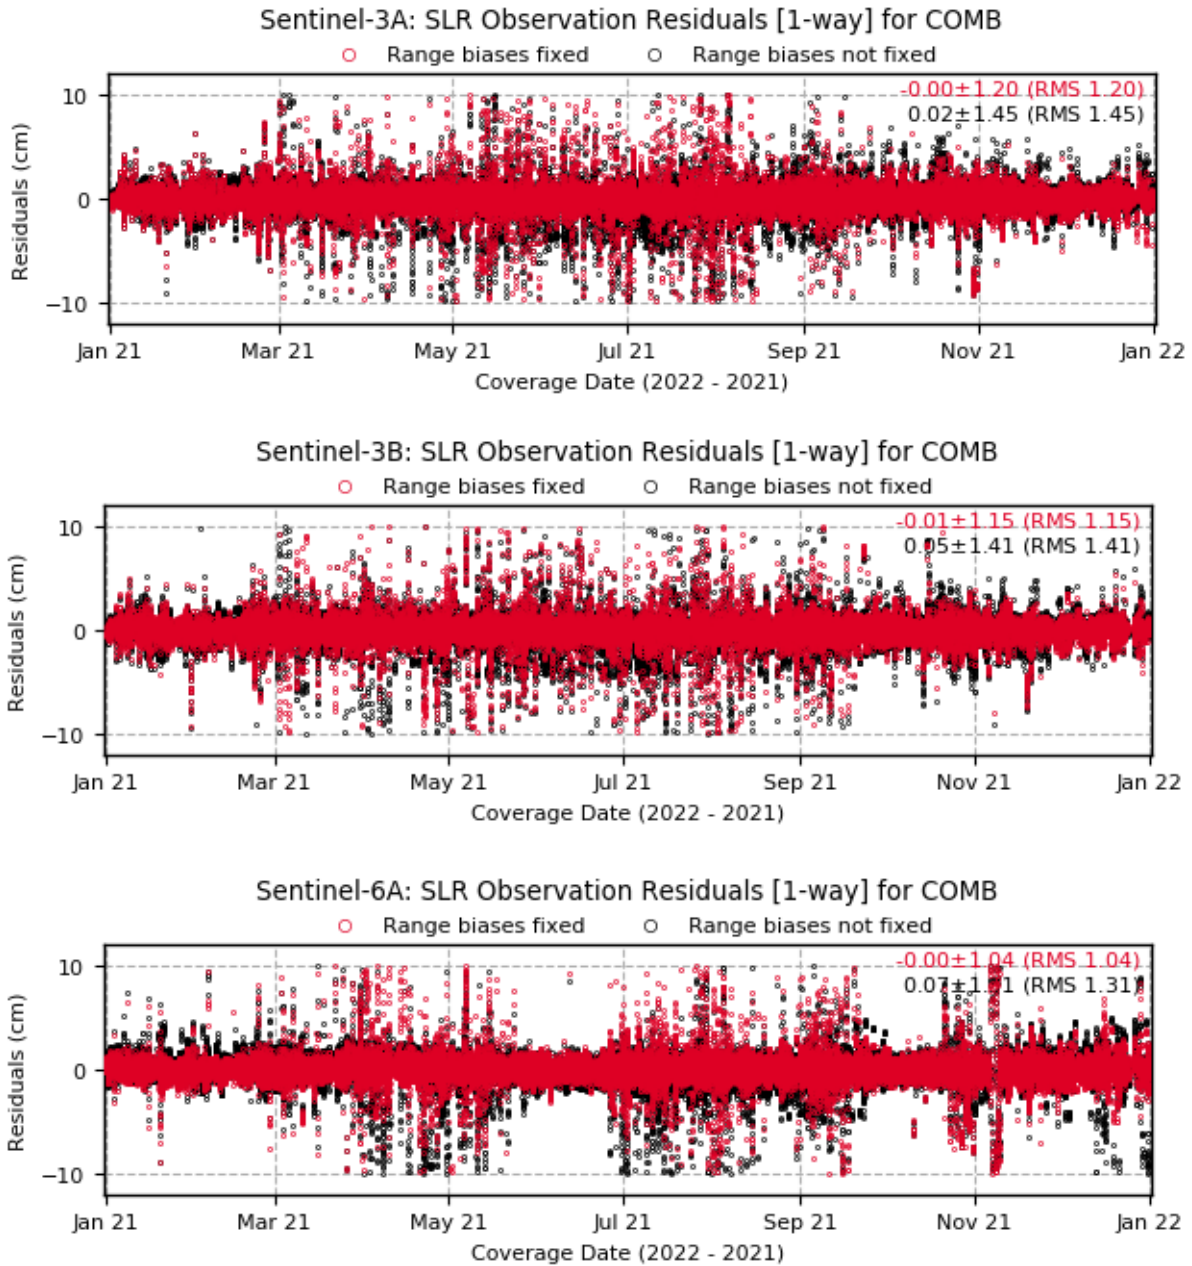 Sentinel-3A: SLR Observation Residuals [1-way] for COMB
Range biases fixed Range biases not fixed
-0.00±1.20 (RMS 1.20)
0.02±1.45 (RMS 1.45)
10
0
−10
Residuals (cm)
Jan 21 Mar 21 May 21 Jul 21 Sep 21 Nov 21 Jan 22
Coverage Date (2022 - 2021)
Sentinel-3B: SLR Observation Residuals [1-way] for COMB
Range biases fixed Range biases not fixed
-0.01±1.15 (RMS 1.15)
0.05±1.41 (RMS 1.41)
10
0
−10
Residuals (cm)
Jan 21 Mar 21 May 21 Jul 21 Sep 21 Nov 21 Jan 22
Coverage Date (2022 - 2021)
Sentinel-6A: SLR Observation Residuals [1-way] for COMB
Range biases fixed Range biases not fixed
-0.00±1.04 (RMS 1.04)
0.07±1.31 (RMS 1.31)
10
0
−10
Residuals (cm)
Jan 21 Mar 21 May 21 Jul 21 Sep 21 Nov 21 Jan 22
Coverage Date (2022 - 2021)